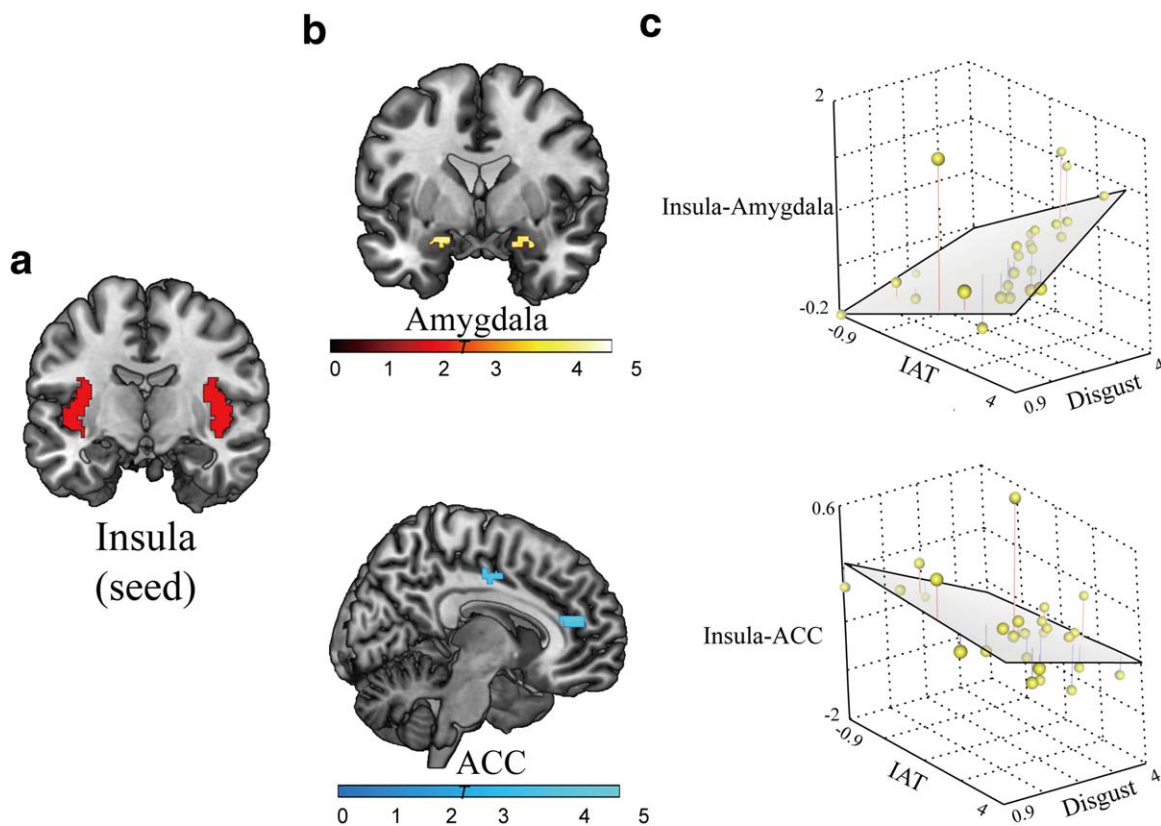 a
Insula
(seed)
b
Amygdala
0 1 2 T 3 4 5
ACC
0 1 2 T 3 4 5
c
2
Insula-Amygdala
-0.2
-0.9
IAT
4
0.9
Disgust
4
0.6
Insula-ACC
-2
-0.9
IAT
4
0.9
Disgust
4